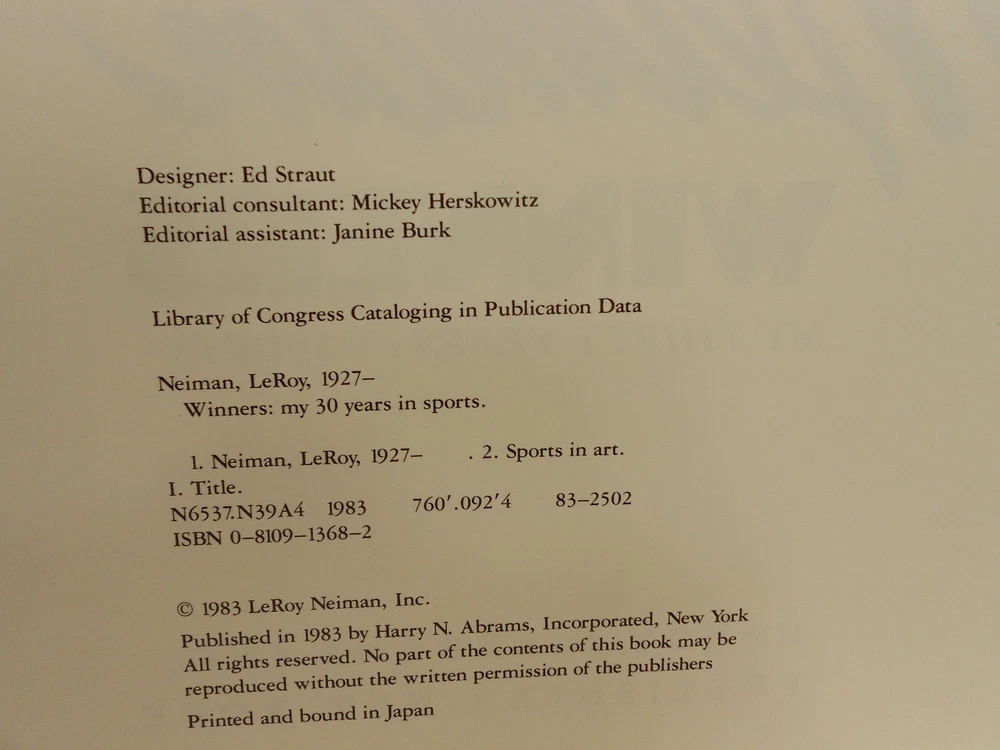 Designer: Ed Straut
Editorial consultant: Mickey Herskowitz
Editorial assistant: Janine Burk
Library of Congress Cataloging in Publication Data
Neiman, LeRoy, 1927–
Winners: my 30 years in sports.
1. Neiman, LeRoy, 1927– . 2. Sports in art.
I. Title.
N6537.N39A4 1983 760′.092′4 83–2502
ISBN 0–8109–1368–2
© 1983 LeRoy Neiman, Inc.
Published in 1983 by Harry N. Abrams, Incorporated, New York
All rights reserved. No part of the contents of this book may be
reproduced without the written permission of the publishers
Printed and bound in Japan